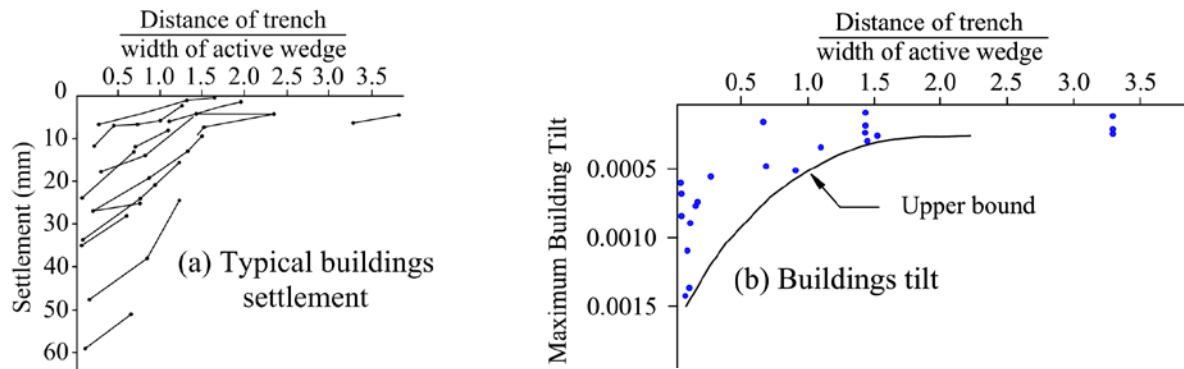 Distance of trench
width of active wedge
0.5 1.0 1.5 2.0 2.5 3.0 3.5
0
10
20
30
40
50
60
Settlement (mm)
(a) Typical buildings
settlement
Distance of trench
width of active wedge
0.5 1.0 1.5 2.0 2.5 3.0 3.5
0.0005
0.0010
0.0015
Maximum Building Tilt
Upper bound
(b) Buildings tilt